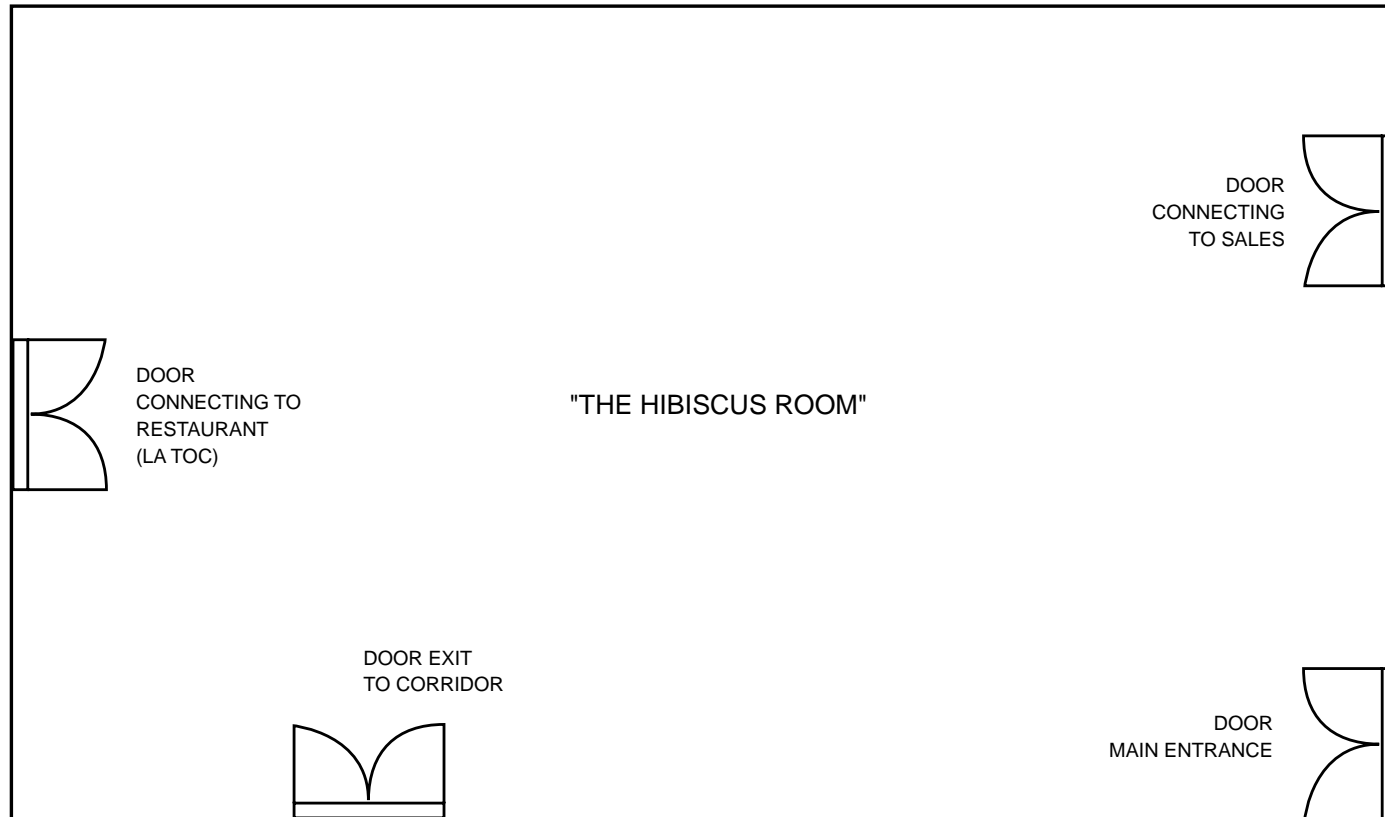 DOOR
CONNECTING
TO SALES
DOOR
CONNECTING TO
RESTAURANT
(LA TOC)
"THE HIBISCUS ROOM"
DOOR EXIT
TO CORRIDOR
DOOR
MAIN ENTRANCE